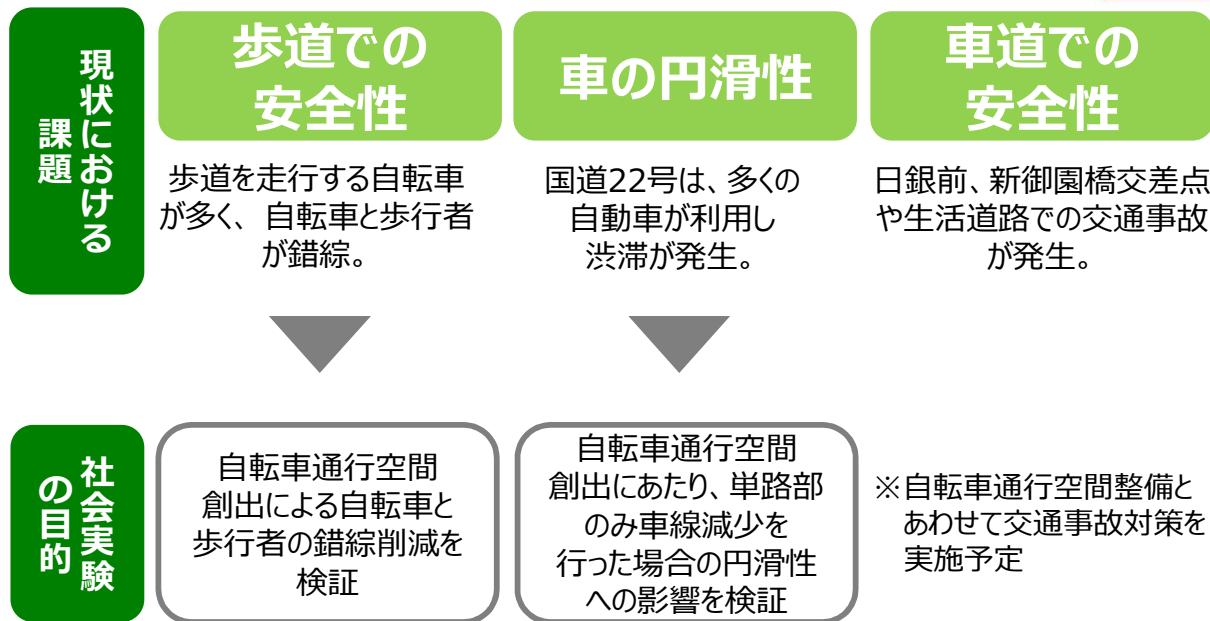 現状における
課題
歩道での
安全性
歩道を走行する自転車
が多く、自転車と歩行者
が錯綜。
車の円滑性
国道22号は、多くの
自動車が利用し
渋滞が発生。
車道での
安全性
日銀前、新御園橋交差点
や生活道路での交通事故
が発生。
社会実験
の目的
自転車通行空間
創出による自転車と
歩行者の錯綜削減を
検証
自転車通行空間
創出にあたり、単路部
のみ車線減少を
行った場合の円滑性
への影響を検証
※自転車通行空間整備と
あわせて交通事故対策を
実施予定